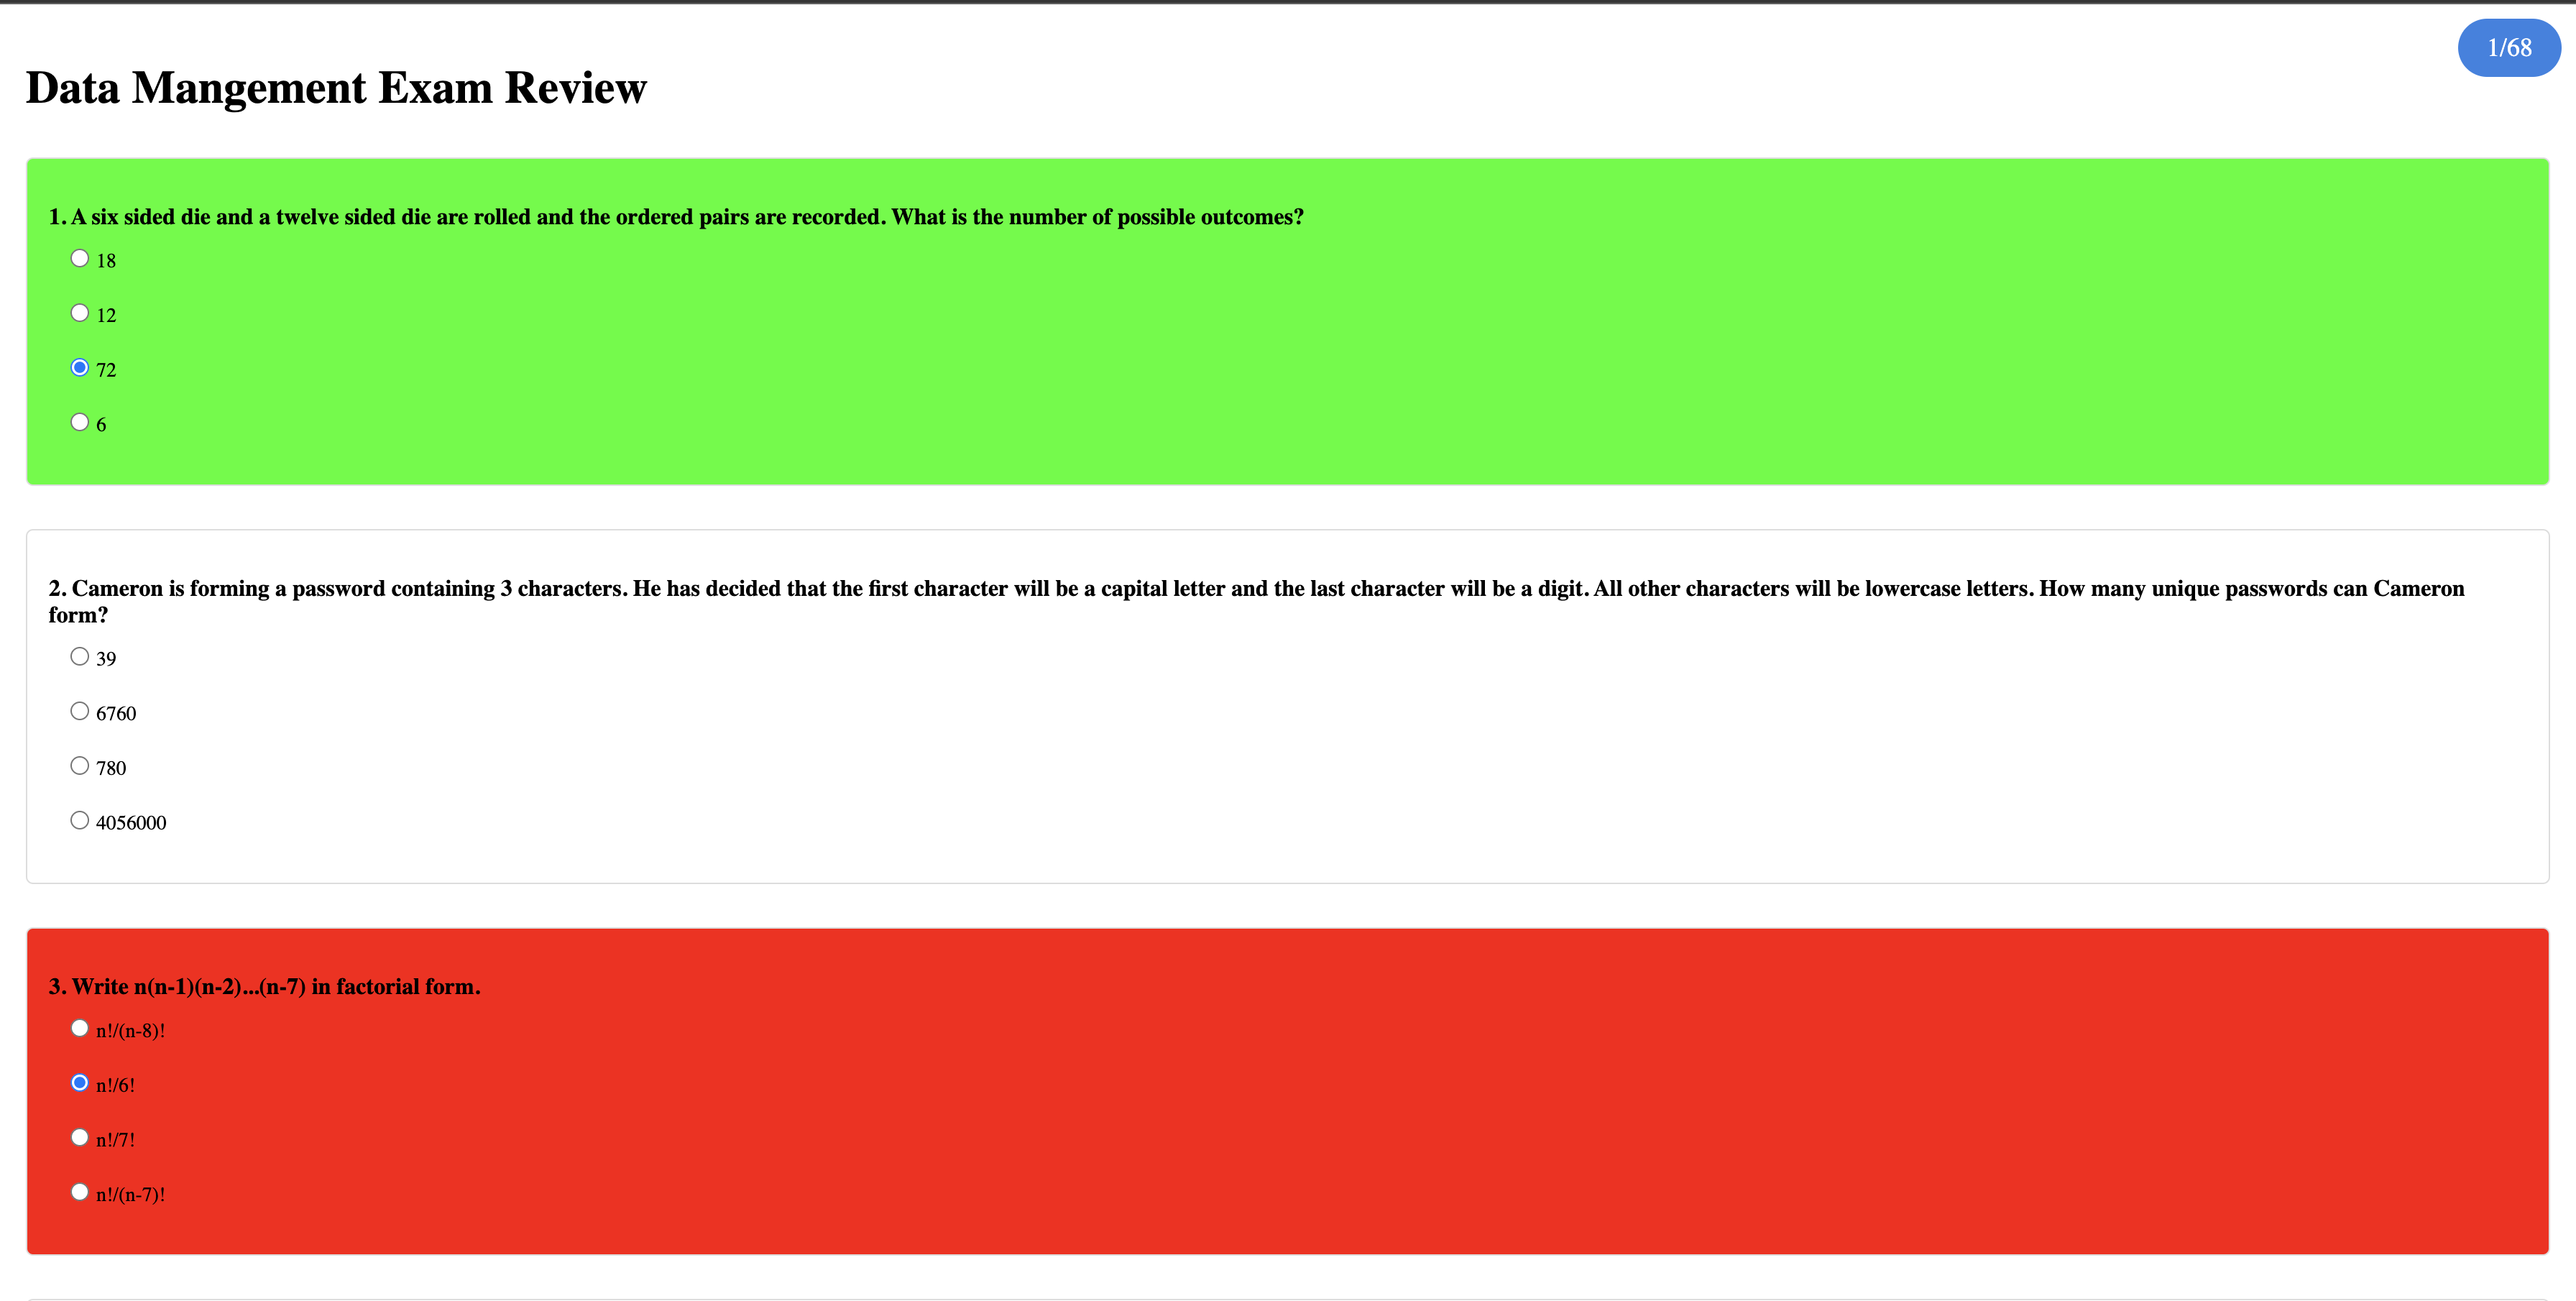 1/68
Data Mangement Exam Review
1. A six sided die and a twelve sided die are rolled and the ordered pairs are recorded. What is the number of possible outcomes?
18
12
72
6
2. Cameron is forming a password containing 3 characters. He has decided that the first character will be a capital letter and the last character will be a digit. All other characters will be lowercase letters. How many unique passwords can Cameron
form?
39
6760
780
4056000
3. Write n(n-1)(n-2)...(n-7) in factorial form.
n!/(n-8)!
n!/6!
n!/7!
n!/(n-7)!